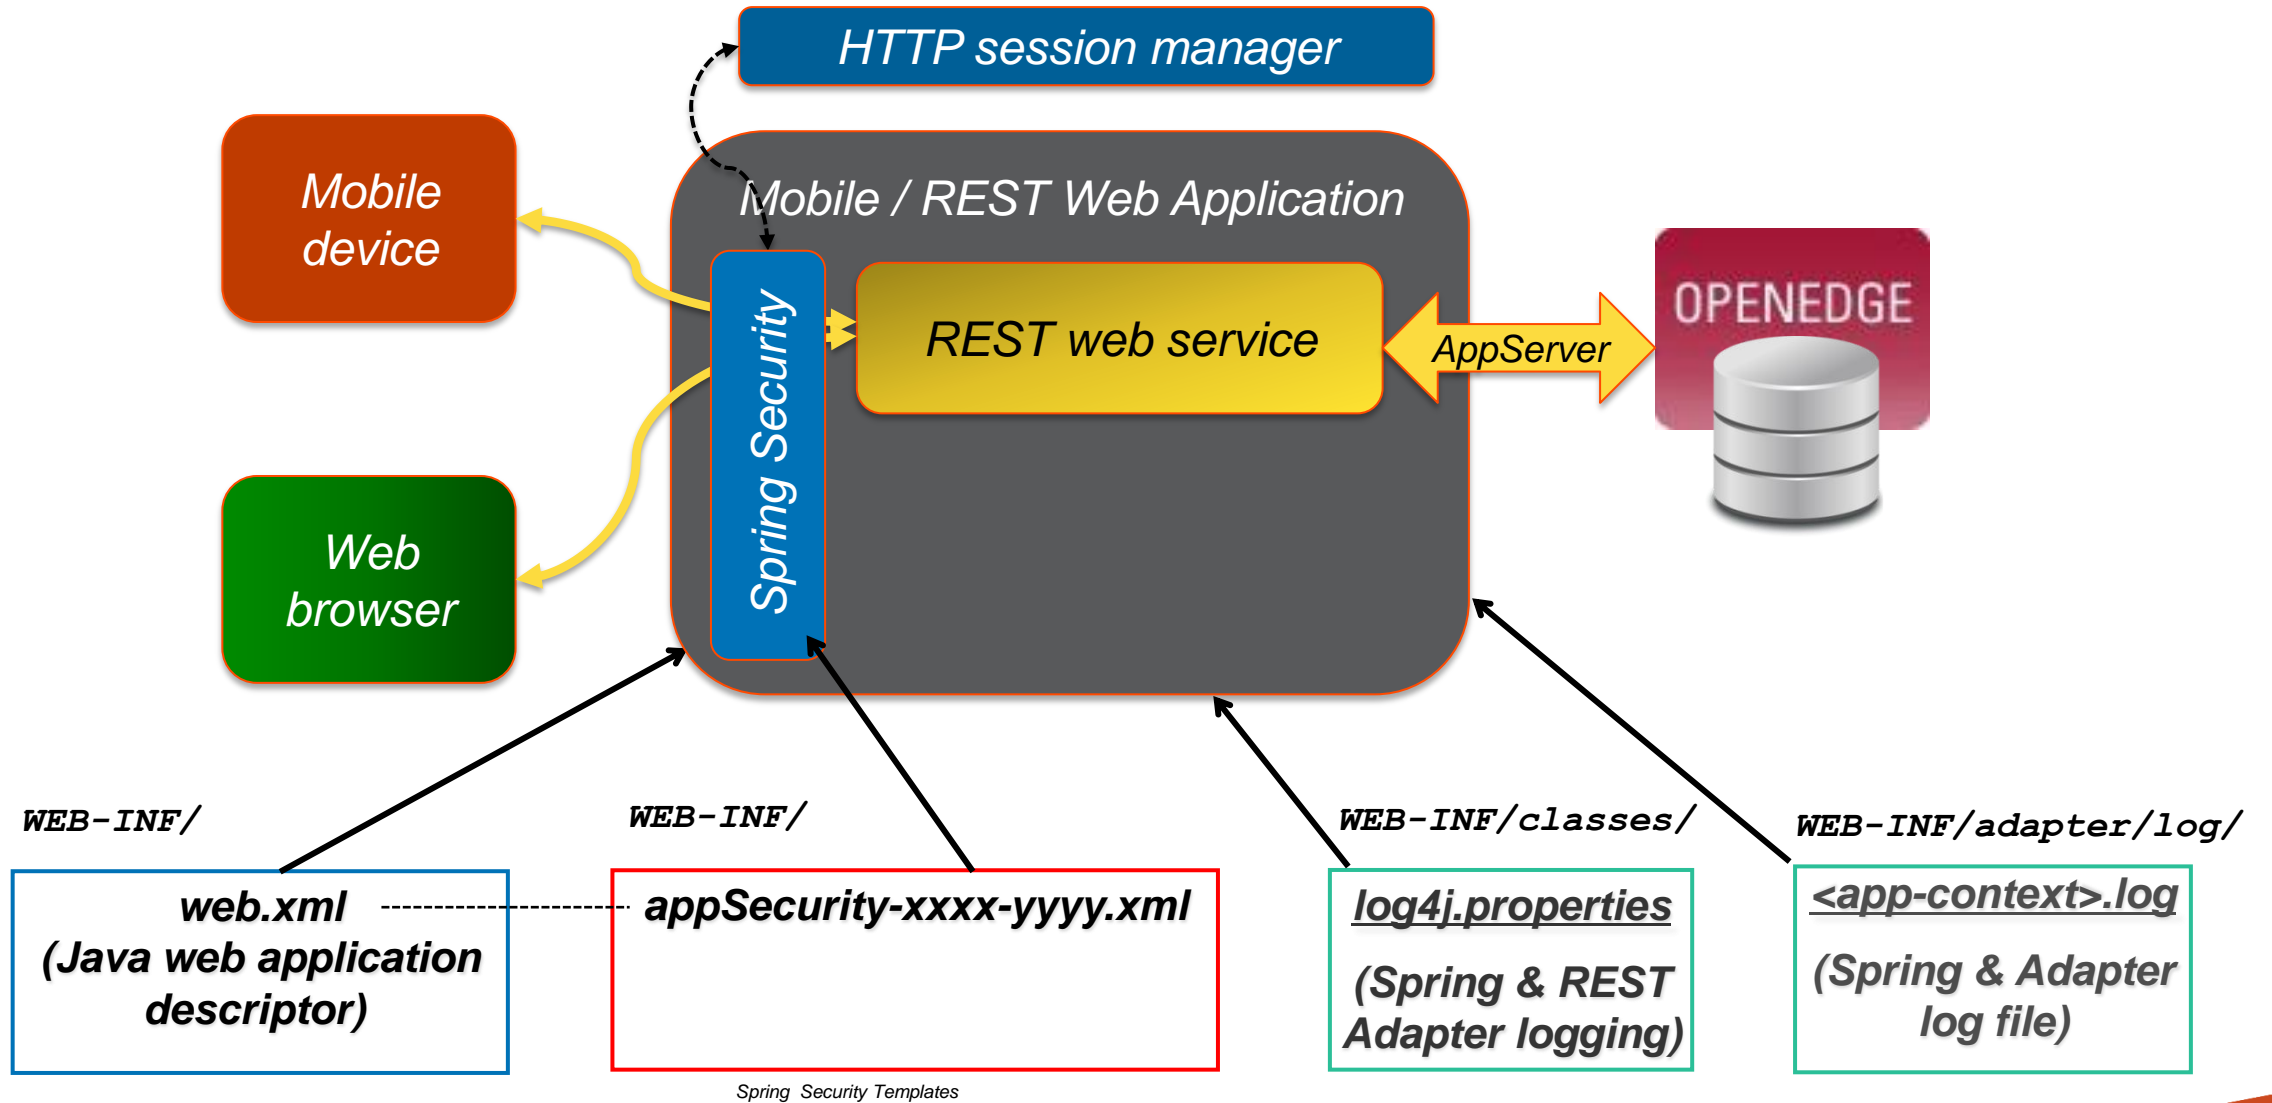 HTTP session manager
Mobile
device
Mobile / REST Web Application
Spring Security
REST web service
AppServer
OPENEDGE
Web
browser
WEB-INF/
WEB-INF/
WEB-INF/classes/
WEB-INF/adapter/log/
web.xml
(Java web application
descriptor)
appSecurity-xxxx-yyyy.xml
log4j.properties
(Spring & REST
Adapter logging)
<app-context>.log
(Spring & Adapter
log file)
Spring Security Templates